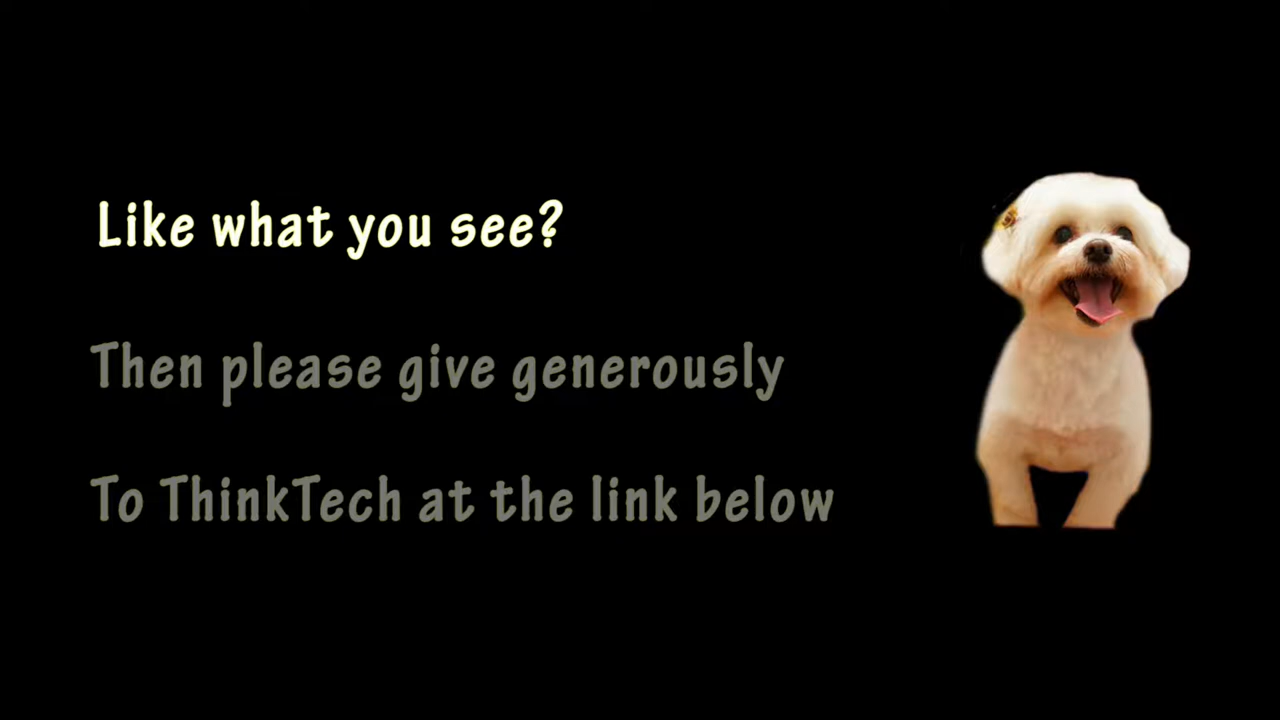 Like what you see?
Then please give generously
To ThinkTech at the link below